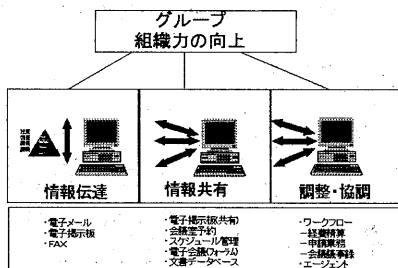 グループ
組織力の向上
情報伝達
情報共有
調整・協調
・電子メール
・電子掲示板
・FAX
・電子掲示板(共有)
・会議室予約
・スケジュール管理
・電子会議(フォーラム)
・文書データベース
・ワークフロー
－経費精算
－申請業務
－会議議事録
・エージェント